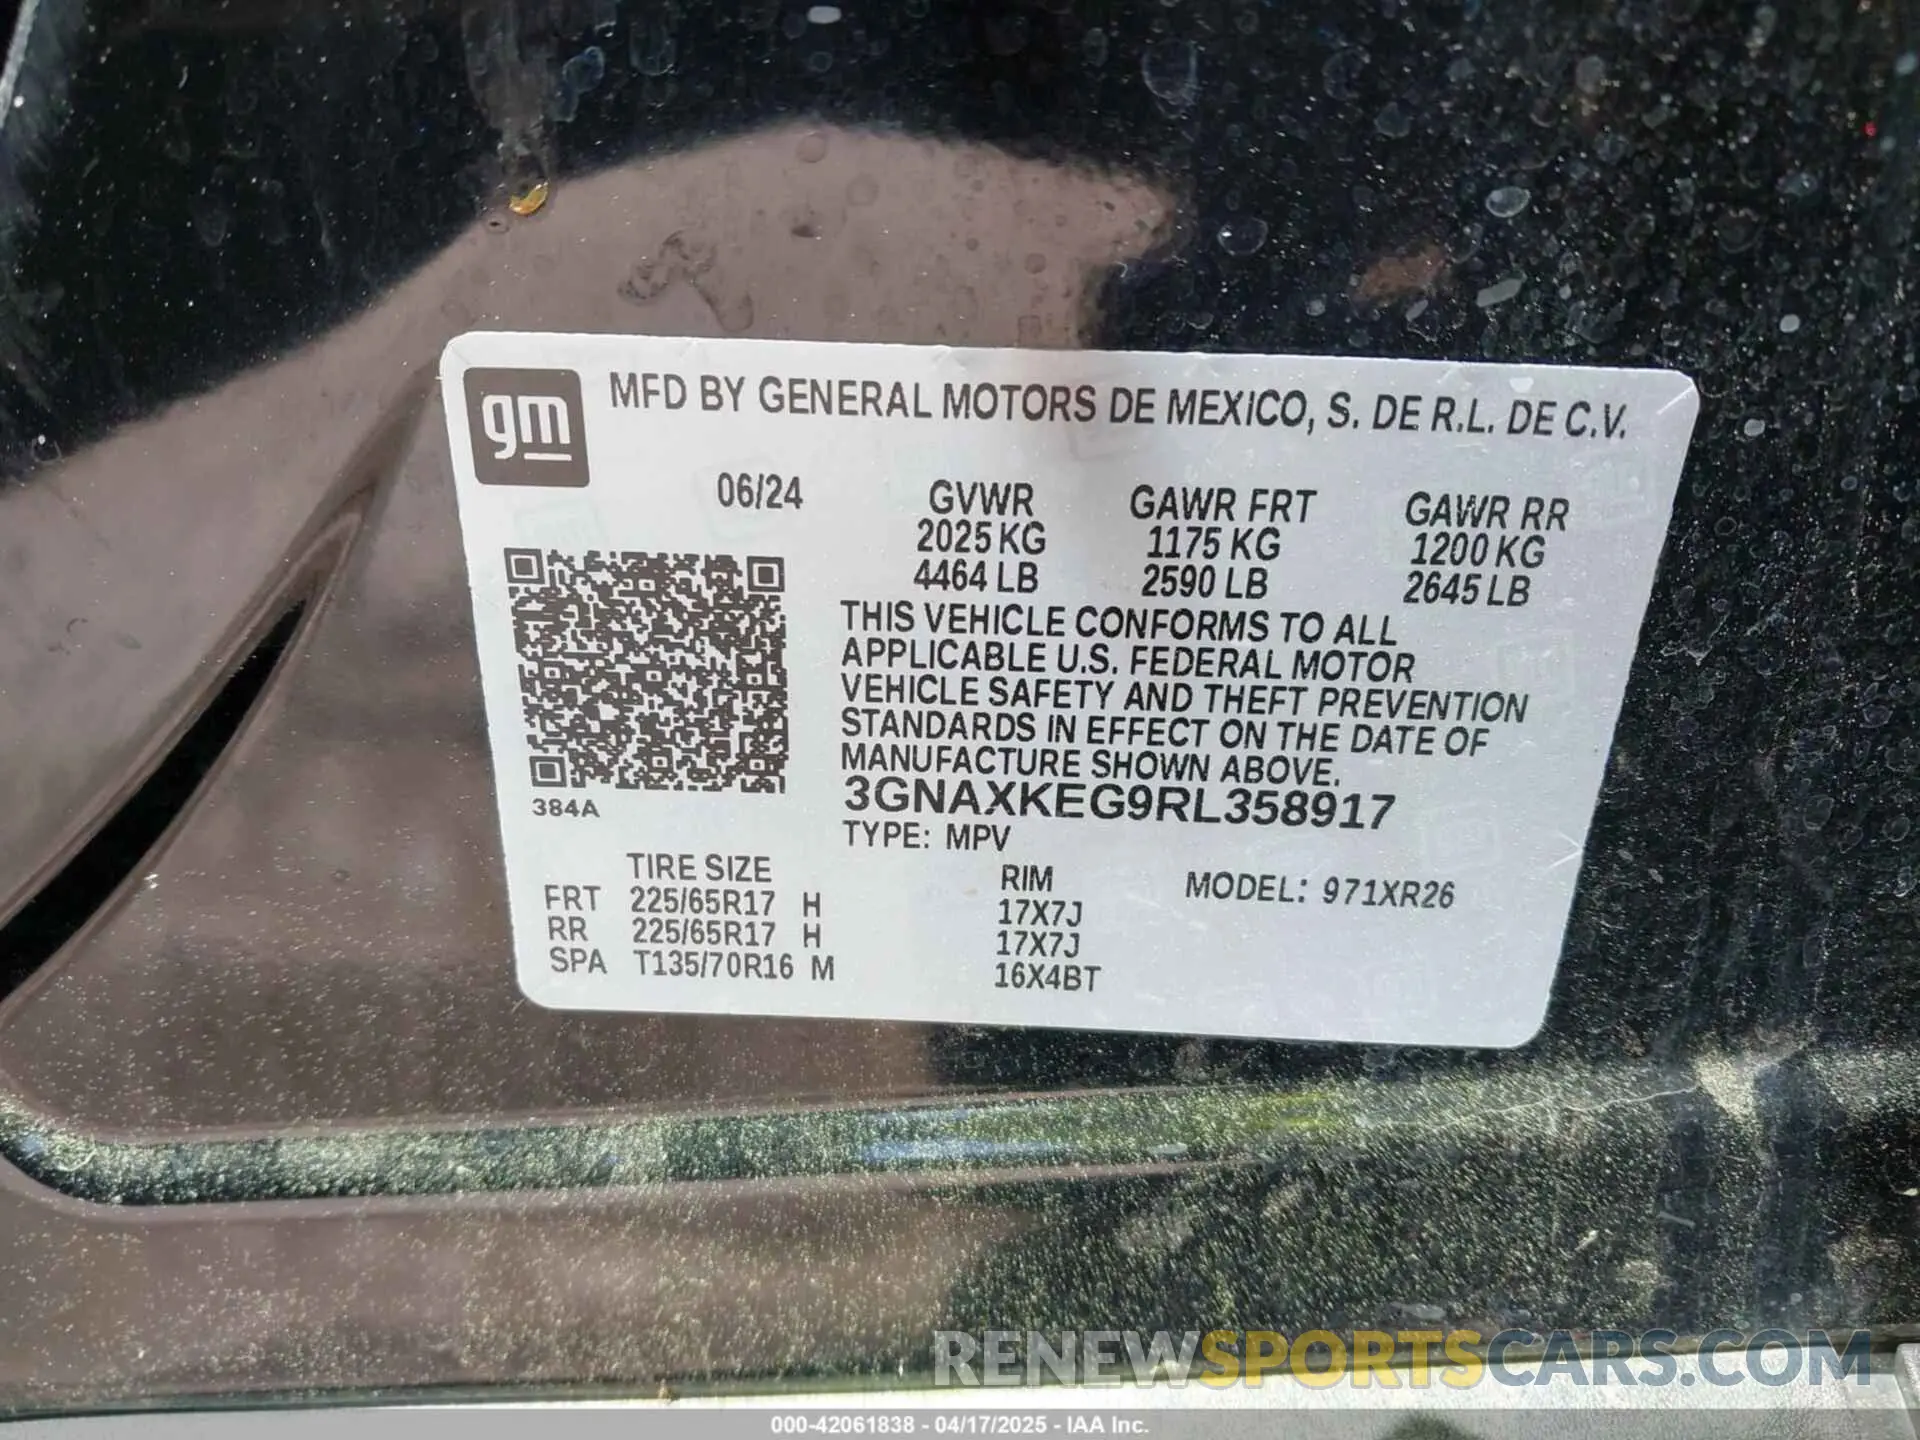 gm
MFD BY GENERAL MOTORS DE MEXICO, S. DE R.L. DE C.V.
06/24 GVWR GAWR FRT GAWR RR
2025 KG 1175 KG 1200 KG
4464 LB 2590 LB 2645 LB
THIS VEHICLE CONFORMS TO ALL
APPLICABLE U.S. FEDERAL MOTOR
VEHICLE SAFETY AND THEFT PREVENTION
STANDARDS IN EFFECT ON THE DATE OF
MANUFACTURE SHOWN ABOVE.
3GNAXKEG9RL358917
384A
TYPE: MPV
TIRE SIZE RIM MODEL: 971XR26
FRT 225/65R17 H 17X7J
RR 225/65R17 H 17X7J
SPA T135/70R16 M 16X4BT
RENEWSPORTSCARS.COM
000-42061838 - 04/17/2025 - IAA Inc.